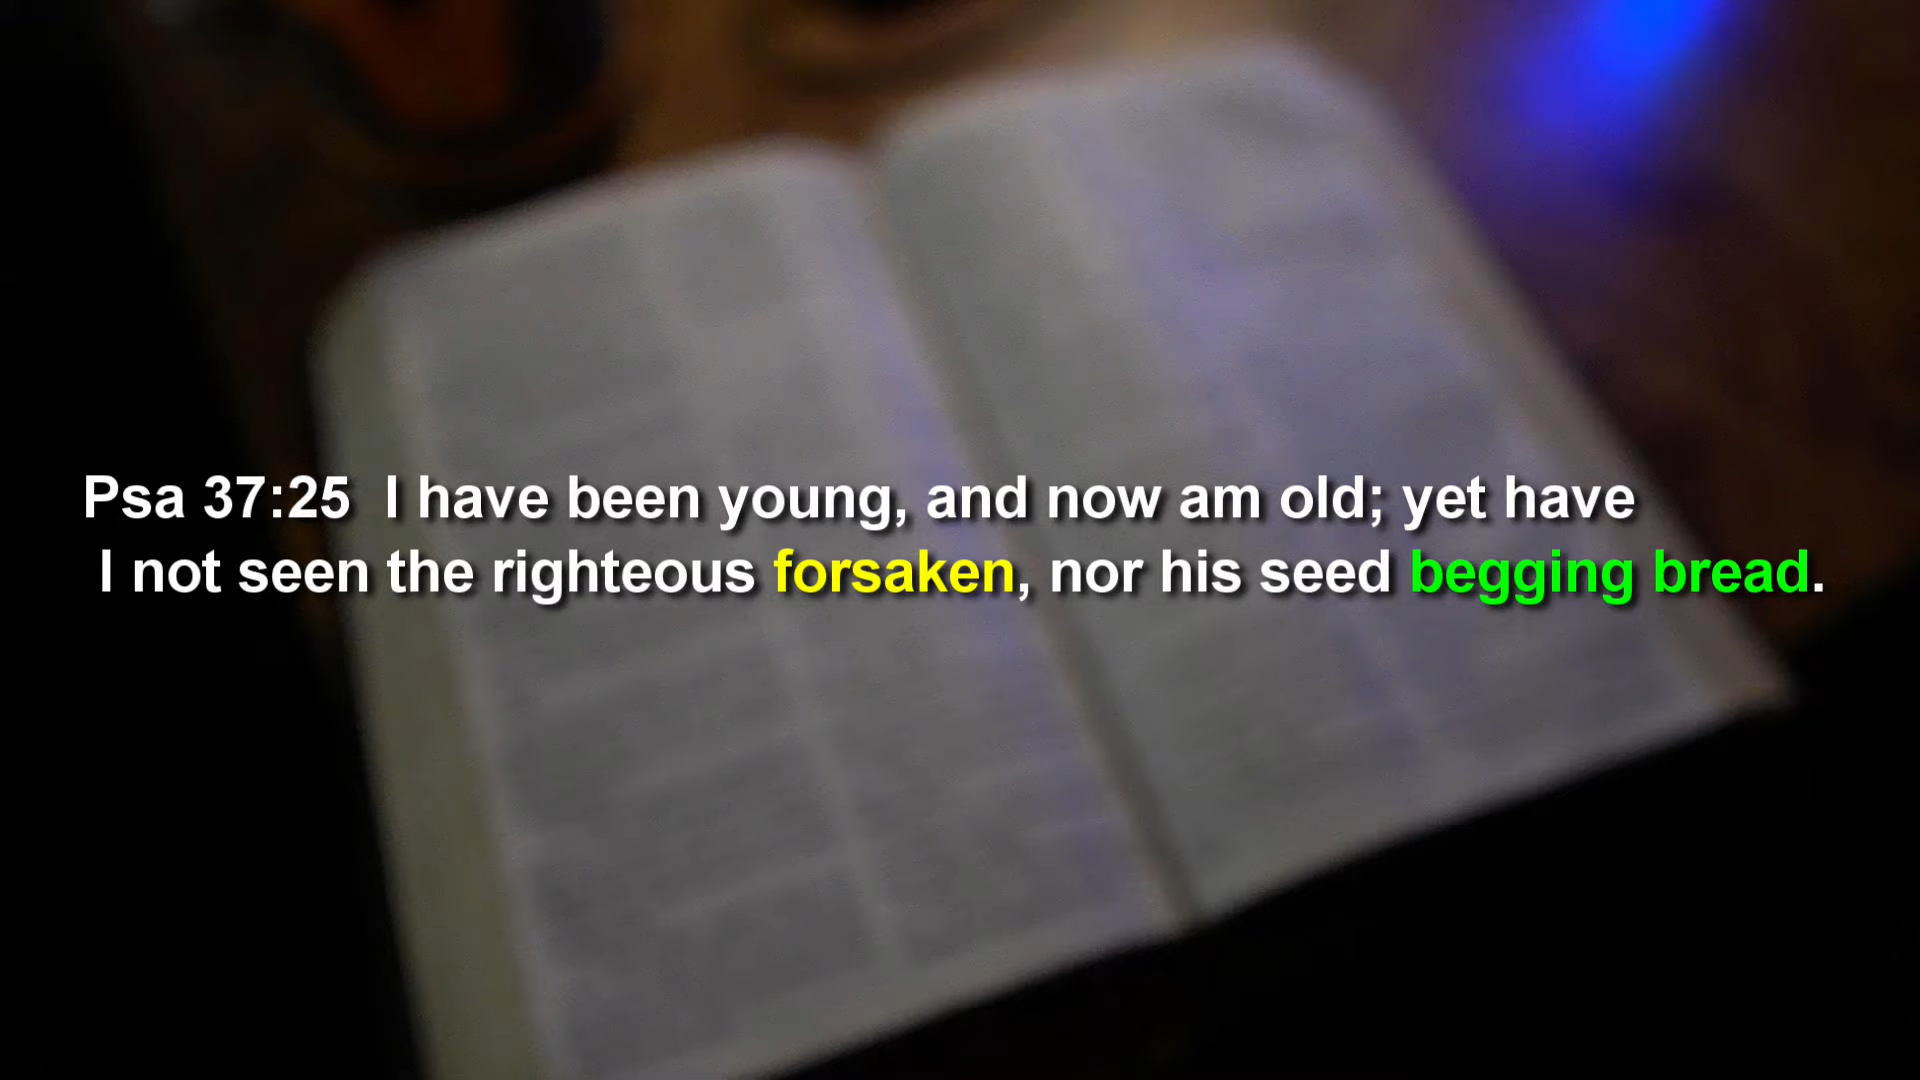 Psa 37:25  I have been young, and now am old; yet have
I not seen the righteous forsaken, nor his seed begging bread.